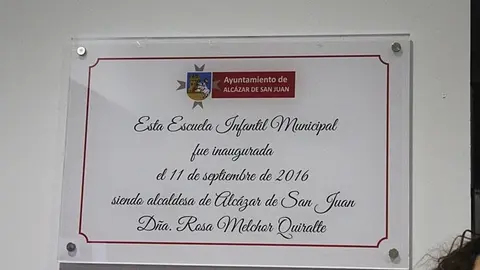 Ayuntamiento de
ALCÁZAR DE SAN JUAN
Esta Escuela Infantil Municipal
fue inaugurada
el 11 de septiembre de 2016
siendo alcaldesa de Alcázar de San Juan
Dña. Rosa Melchor Quiralte